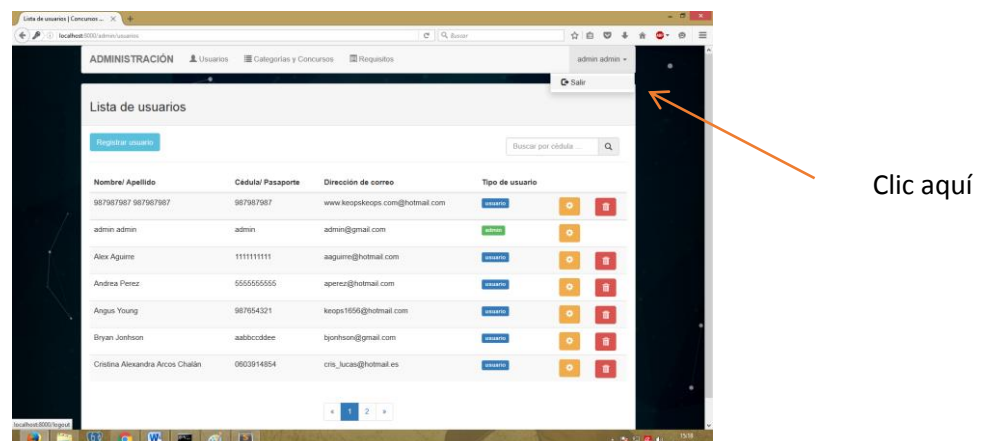 Lista de usuarios | Concursos ...
localhost:8000/admin/usuarios
Buscar
ADMINISTRACIÓN Usuarios Categorías y Concursos Requisitos admin admin
Salir
Lista de usuarios
Registrar usuario
Buscar por cédula ...
Nombre/ Apellido Cédula/ Pasaporte Dirección de correo Tipo de usuario
987987987 987987987 987987987 www.keopskeops.com@hotmail.com usuario
admin admin admin admin@gmail.com admin
Alex Aguirre 1111111111 aaguirre@hotmail.com usuario
Andrea Perez 5555555555 aperez@hotmail.com usuario
Angus Young 987654321 keops1656@hotmail.com usuario
Bryan Jonhson aabbccddee bjonhson@gmail.com usuario
Cristina Alexandra Arcos Chalán 0603914854 cris_lucas@hotmail.es usuario
« 1 2 »
localhost:8000/logout
15:18
Clic aquí